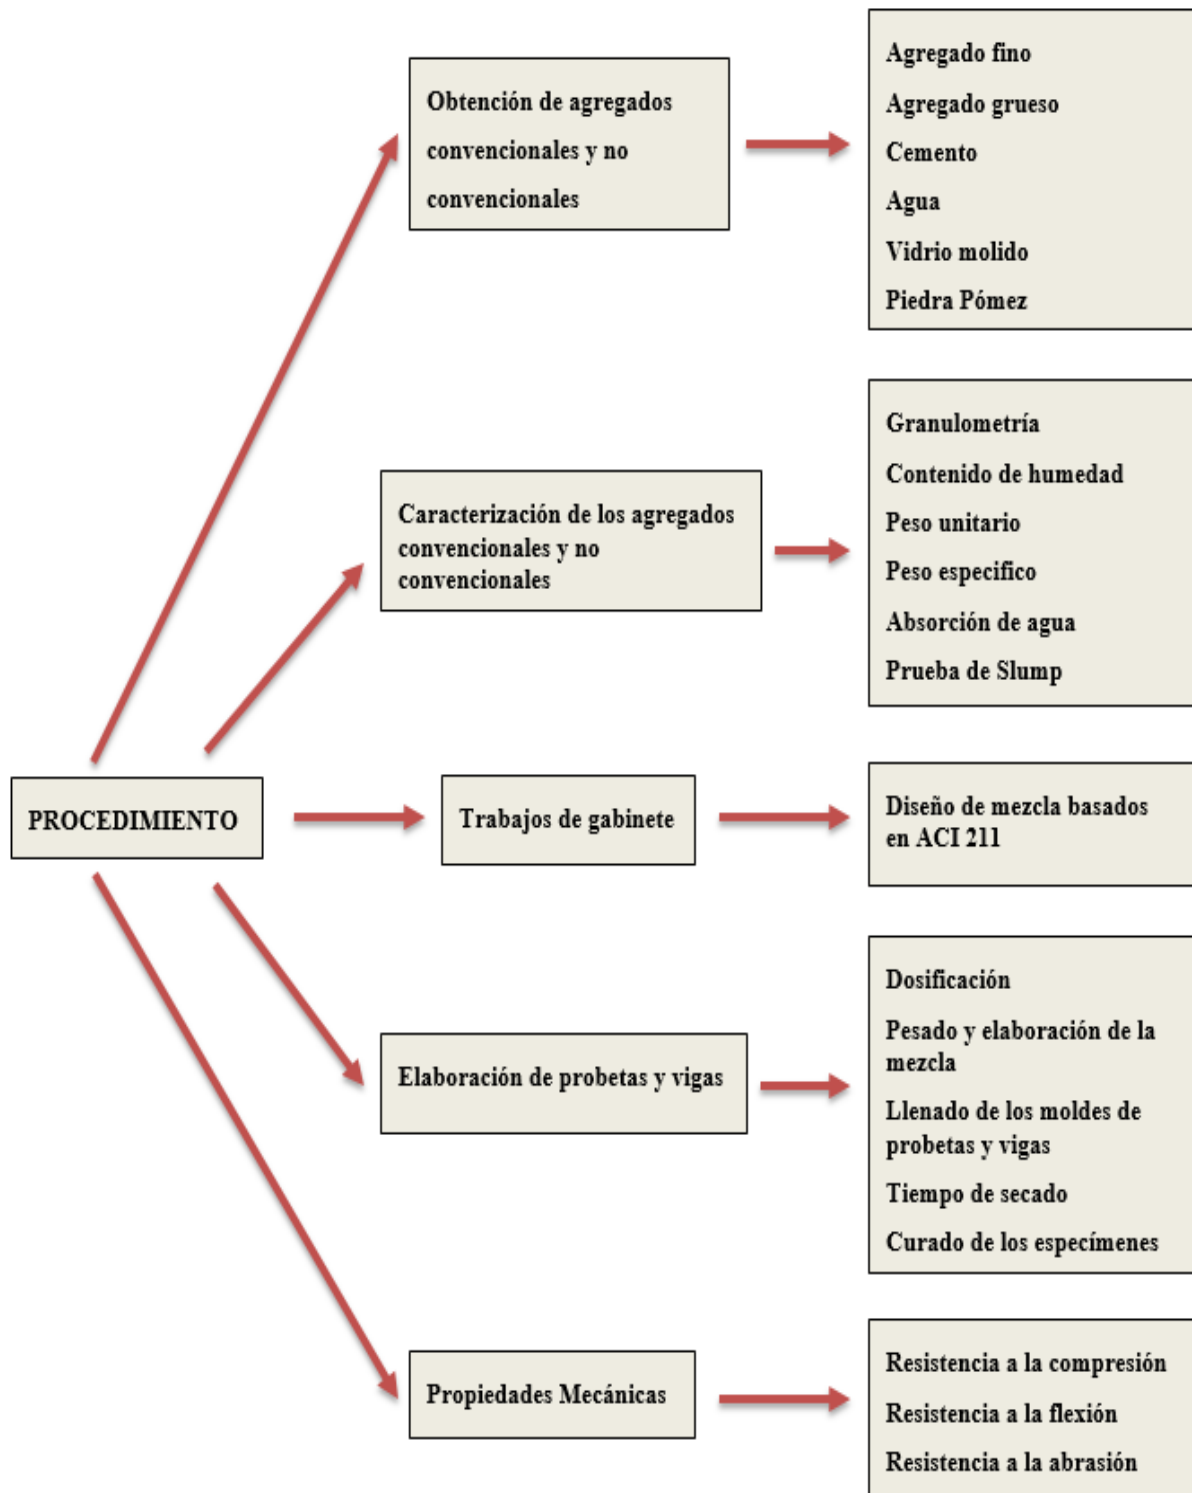 PROCEDIMIENTO
Obtención de agregados
convencionales y no
convencionales
Agregado fino
Agregado grueso
Cemento
Agua
Vidrio molido
Piedra Pómez
Caracterización de los agregados
convencionales y no
convencionales
Granulometría
Contenido de humedad
Peso unitario
Peso especifico
Absorción de agua
Prueba de Slump
Trabajos de gabinete
Diseño de mezcla basados
en ACI 211
Elaboración de probetas y vigas
Dosificación
Pesado y elaboración de la
mezcla
Llenado de los moldes de
probetas y vigas
Tiempo de secado
Curado de los especímenes
Propiedades Mecánicas
Resistencia a la compresión
Resistencia a la flexión
Resistencia a la abrasión